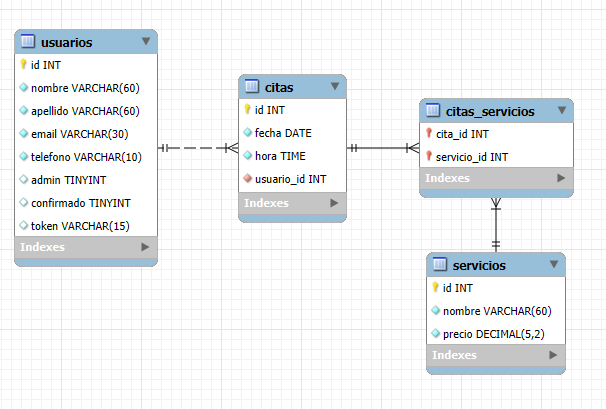 usuarios
id INT
nombre VARCHAR(60)
apellido VARCHAR(60)
email VARCHAR(30)
telefono VARCHAR(10)
admin TINYINT
confirmado TINYINT
token VARCHAR(15)
Indexes
citas
id INT
fecha DATE
hora TIME
usuario_id INT
Indexes
citas_servicios
cita_id INT
servicio_id INT
Indexes
servicios
id INT
nombre VARCHAR(60)
precio DECIMAL(5,2)
Indexes